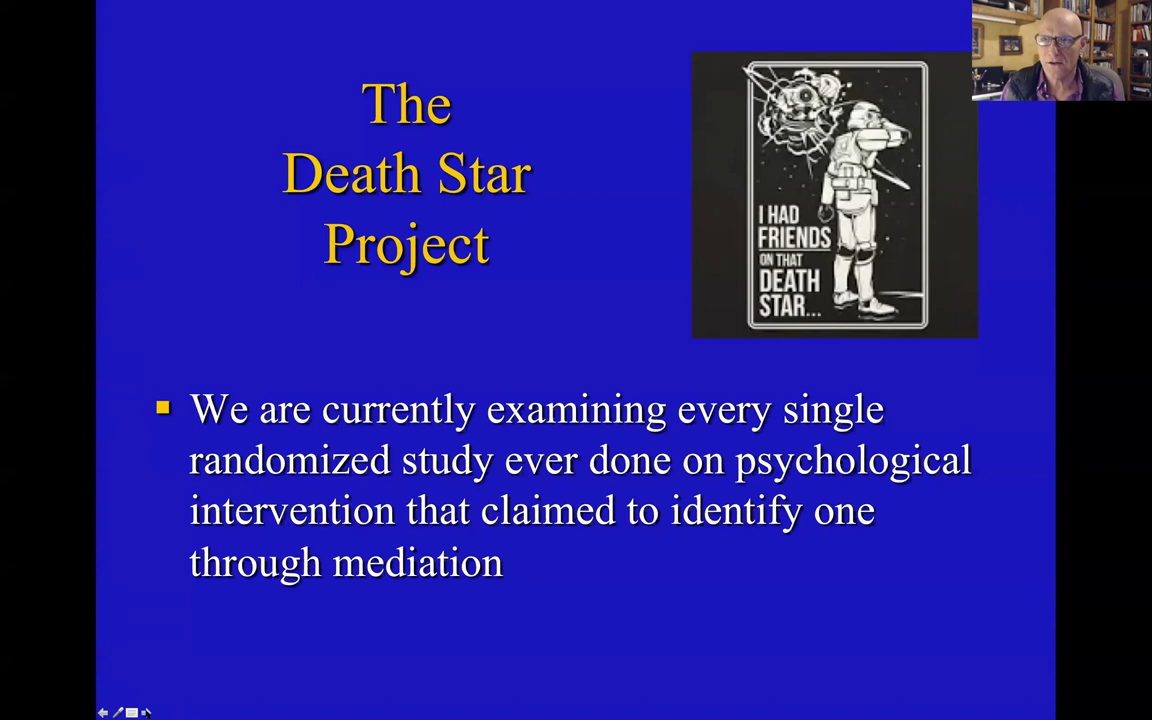 The
Death Star
Project
I HAD
FRIENDS
ON THAT
DEATH
STAR...
We are currently examining every single
randomized study ever done on psychological
intervention that claimed to identify one
through mediation